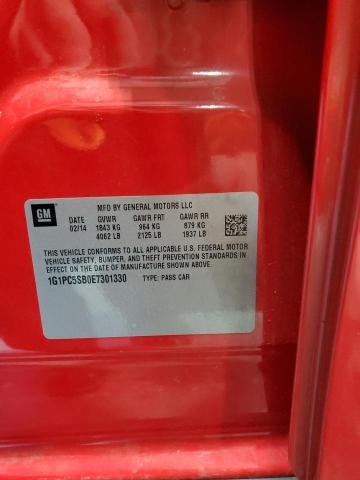 MFD BY GENERAL MOTORS LLC
GM
DATE GVWR GAWR FRT GAWR RR
02/14 1843 KG 964 KG 879 KG
4062 LB 2125 LB 1937 LB
THIS VEHICLE CONFORMS TO ALL APPLICABLE U.S. FEDERAL MOTOR
VEHICLE SAFETY, BUMPER, AND THEFT PREVENTION STANDARDS IN
EFFECT ON THE DATE OF MANUFACTURE SHOWN ABOVE.
1G1PC5SB0E7301330 TYPE: PASS CAR